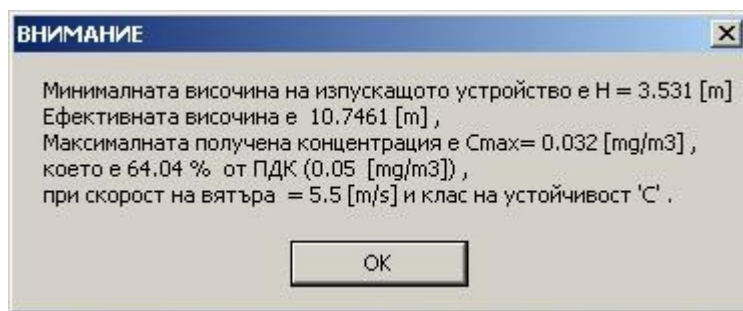 ВНИМАНИЕ
Минималната височина на изпускащото устройство е H = 3.531 [m]
Ефективната височина е  10.7461 [m] ,
Максималната получена концентрация е Cmax= 0.032 [mg/m3] ,
което е 64.04 %  от ПДК (0.05  [mg/m3]) ,
при скорост на вятъра  = 5.5 [m/s] и клас на устойчивост 'C' .
OK